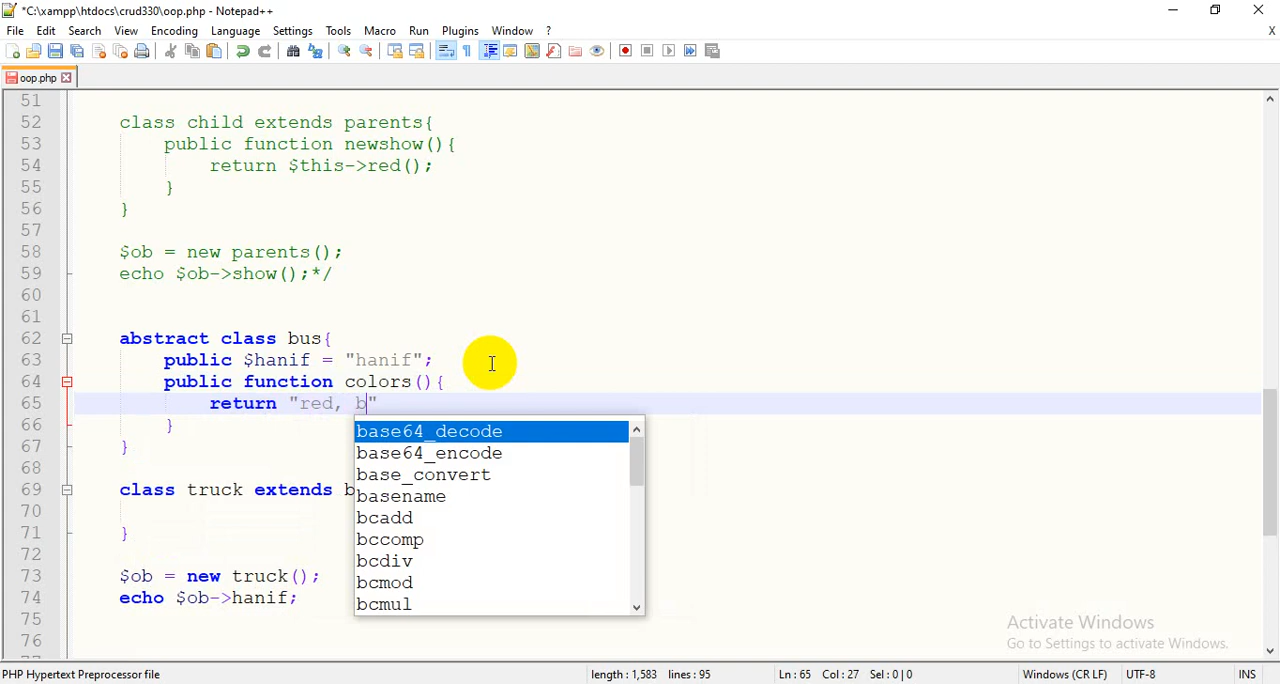 *C:\xampp\htdocs\crud330\oop.php - Notepad++
File Edit Search View Encoding Language Settings Tools Macro Run Plugins Window ? X
oop.php
51
52 class child extends parents{
53 public function newshow(){
54 return $this->red();
55 }
56 }
57
58 $ob = new parents();
59 echo $ob->show();*/
60
61
62 abstract class bus{
63 public $hanif = "hanif";
64 public function colors(){
65 return "red, b"
66 }
67 }
68
69 class truck extends b
70
71 }
72
73 $ob = new truck();
74 echo $ob->hanif;
75
76
base64_decode
base64_encode
base_convert
basename
bcadd
bccomp
bcdiv
bcmod
bcmul
Activate Windows
Go to Settings to activate Windows.
PHP Hypertext Preprocessor file length : 1,583 lines : 95 Ln : 65 Col : 27 Sel : 0 | 0 Windows (CR LF) UTF-8 INS